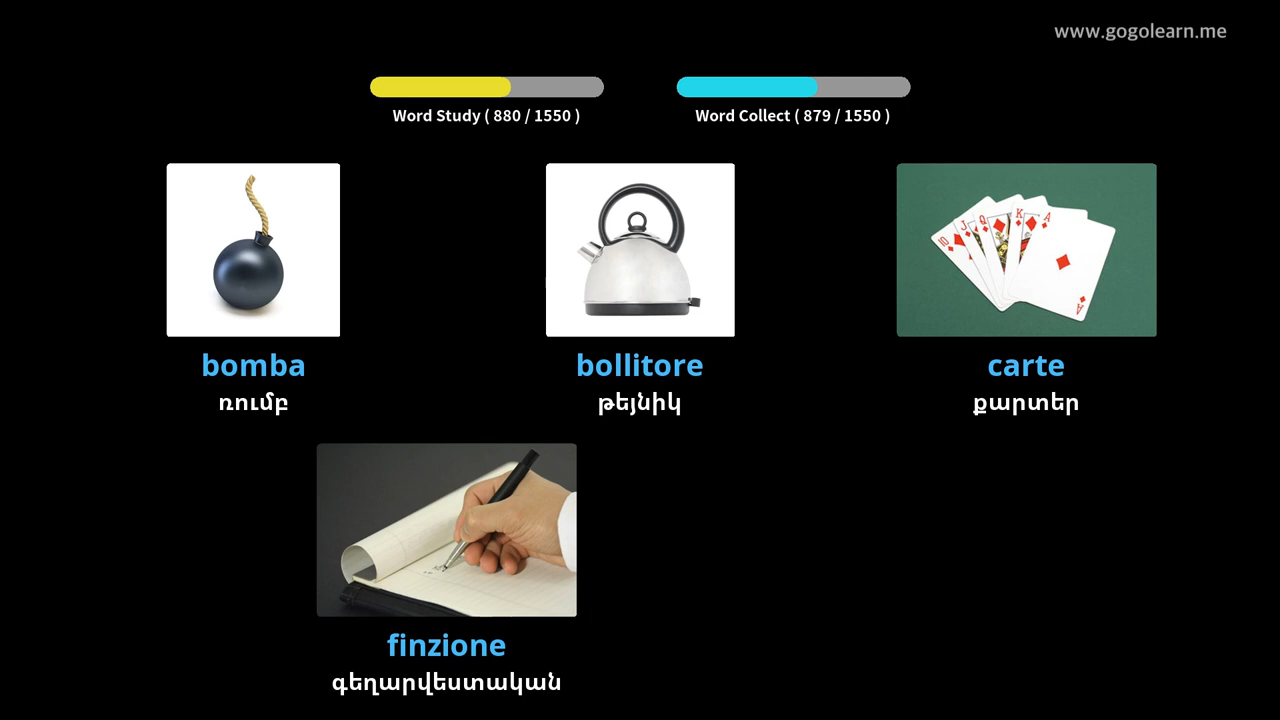 www.gogolearn.me
Word Study ( 880 / 1550 )
Word Collect ( 879 / 1550 )
10 J Q K A
A
bomba
ռումբ
bollitore
թեյնիկ
carte
քարտեր
finzione
գեղարվեստական